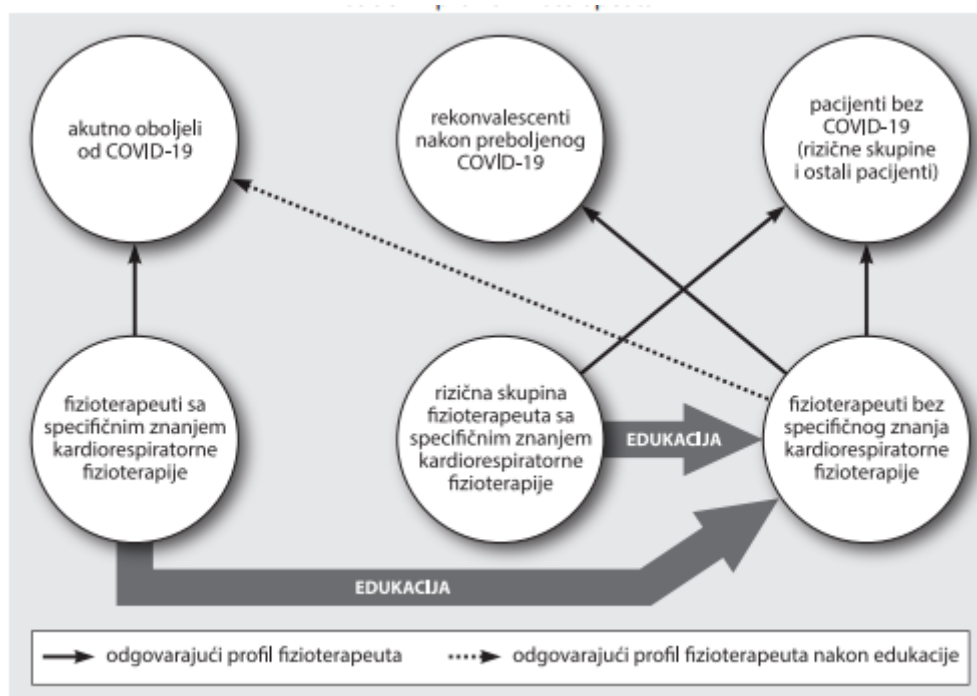 akutno oboljeli
od COVID-19
rekonvalescenti
nakon preboljenog
COVID-19
pacijenti bez
COVID-19
(rizične skupine
i ostali pacijenti)
fizioterapeuti sa
specifičnim znanjem
kardiorespiratorne
fizioterapije
rizična skupina
fizioterapeuta sa
specifičnim znanjem
kardiorespiratorne
fizioterapije
EDUKACIJA
fizioterapeuti bez
specifičnog znanja
kardiorespiratorne
fizioterapije
EDUKACIJA
odgovarajući profil fizioterapeuta
odgovarajući profil fizioterapeuta nakon edukacije